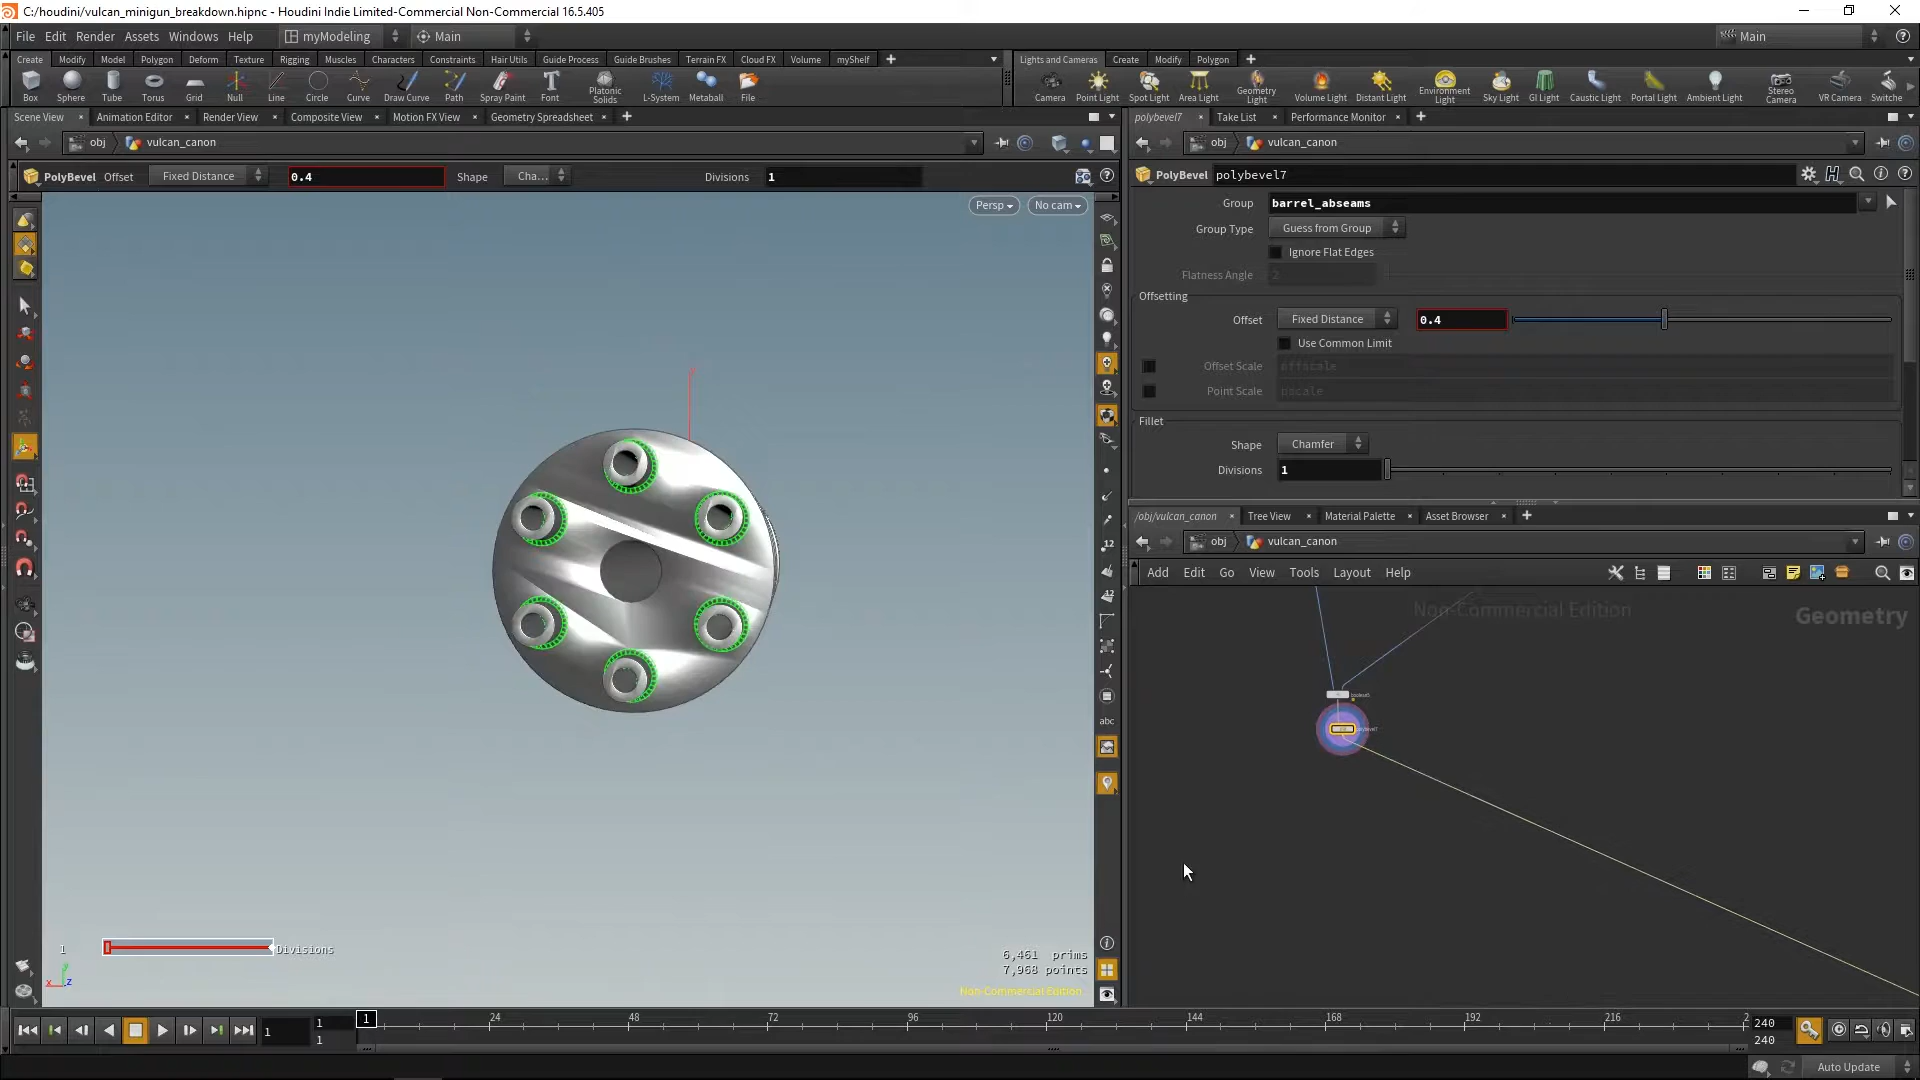 C:/houdini/vulcan_minigun_breakdown.hipnc - Houdini Indie Limited-Commercial Non-Commercial 16.5.405
File Edit Render Assets Windows Help myModeling Main Main
Create Modify Model Polygon Deform Texture Rigging Muscles Characters Constraints Hair Utils Guide Process Guide Brushes Terrain FX Cloud FX Volume myShelf
Box Sphere Tube Torus Grid Null Line Circle Curve Draw Curve Path Spray Paint Font Platonic Solids L-System Metaball File
Lights and Cameras Create Modify Polygon
Camera Point Light Spot Light Area Light Geometry Light Volume Light Distant Light Environment Light Sky Light GI Light Caustic Light Portal Light Ambient Light Stereo Camera VR Camera Switche
Scene View Animation Editor Render View Composite View Motion FX View Geometry Spreadsheet
obj vulcan_canon
PolyBevel Offset Fixed Distance 0.4 Shape Cha... Divisions 1
Persp No cam
12
12
abc
1 Divisions
x z
6,461 prims
7,968 points
Non-Commercial Edition
polybevel7 Take List Performance Monitor
obj vulcan_canon
PolyBevel polybevel7
Group barrel_abseams
Group Type Guess from Group
Ignore Flat Edges
Flatness Angle 2
Offsetting
Offset Fixed Distance 0.4
Use Common Limit
Offset Scale offscale
Point Scale pscale
Fillet
Shape Chamfer
Divisions 1
/obj/vulcan_canon Tree View Material Palette Asset Browser
obj vulcan_canon
Add Edit Go View Tools Layout Help
Non-Commercial Edition Geometry
1 1 1 24 48 72 96 120 144 168 192 216 2 240
1 240
Auto Update